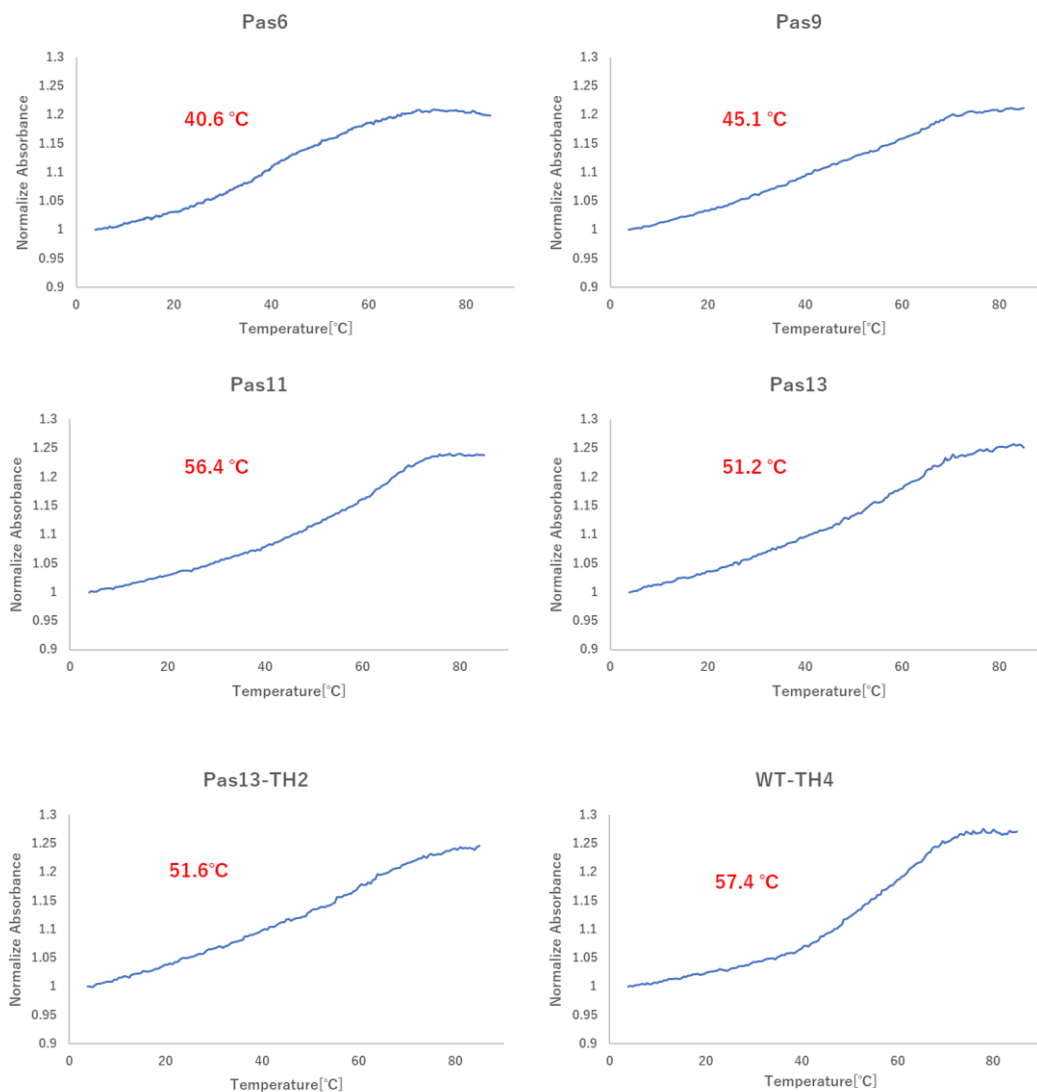 Pas6
1.3
1.25
1.2
1.15
1.1
1.05
1
0.95
0.9
Normalize Absorbance
40.6 °C
0 20 40 60 80
Temperature[°C]
Pas9
1.3
1.25
1.2
1.15
1.1
1.05
1
0.95
0.9
Normalize Absorbance
45.1 °C
0 20 40 60 80
Temperature[°C]
Pas11
1.3
1.25
1.2
1.15
1.1
1.05
1
0.95
0.9
Normalize Absorbance
56.4 °C
0 20 40 60 80
Temperature[°C]
Pas13
1.3
1.25
1.2
1.15
1.1
1.05
1
0.95
0.9
Normalize Absorbance
51.2 °C
0 20 40 60 80
Temperature[°C]
Pas13-TH2
1.3
1.25
1.2
1.15
1.1
1.05
1
0.95
0.9
Normalize Absorbance
51.6°C
0 20 40 60 80
Temperature[°C]
WT-TH4
1.3
1.25
1.2
1.15
1.1
1.05
1
0.95
0.9
Normalize Absorbance
57.4 °C
0 20 40 60 80
Temperature[°C]